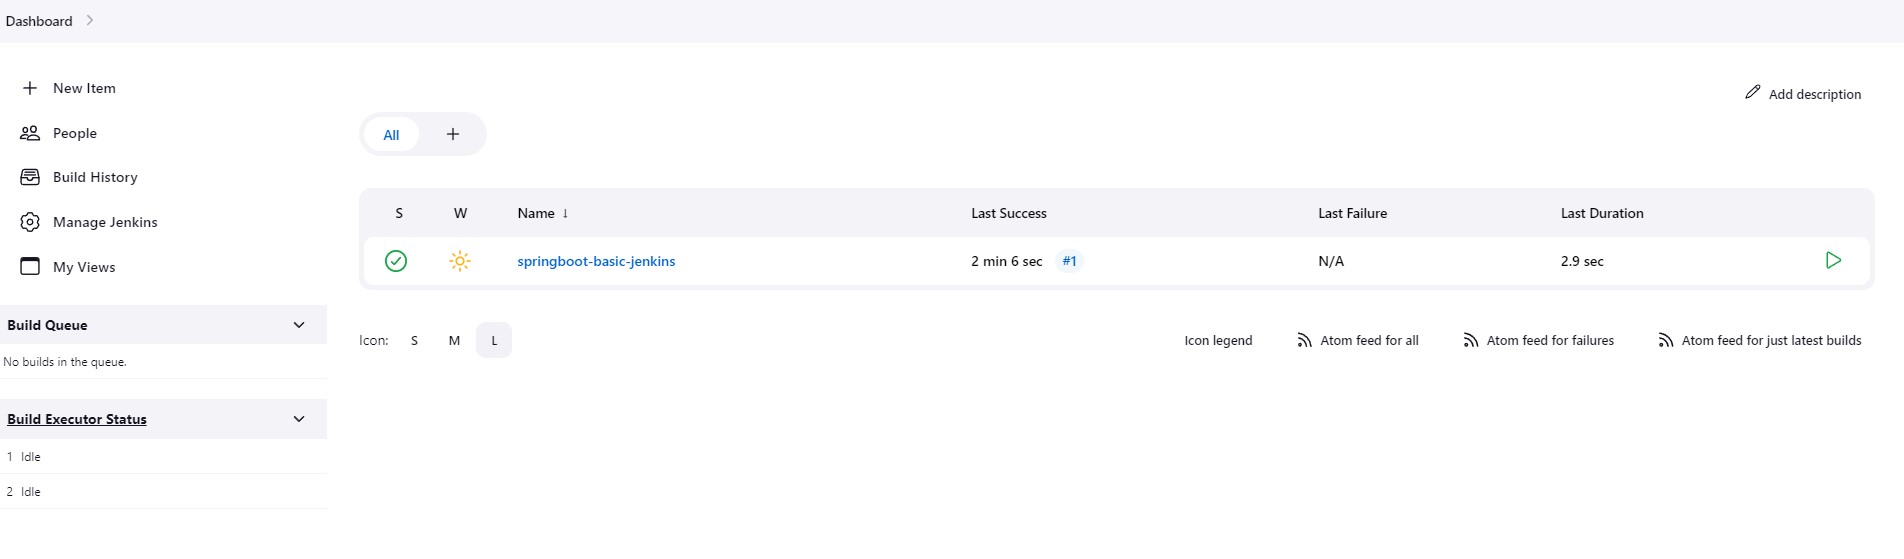 Dashboard
New Item
People
Build History
Manage Jenkins
My Views
Build Queue
No builds in the queue.
Build Executor Status
1 Idle
2 Idle
Add description
All
S W Name ↓ Last Success Last Failure Last Duration
springboot-basic-jenkins 2 min 6 sec #1 N/A 2.9 sec
Icon: S M L
Icon legend Atom feed for all Atom feed for failures Atom feed for just latest builds